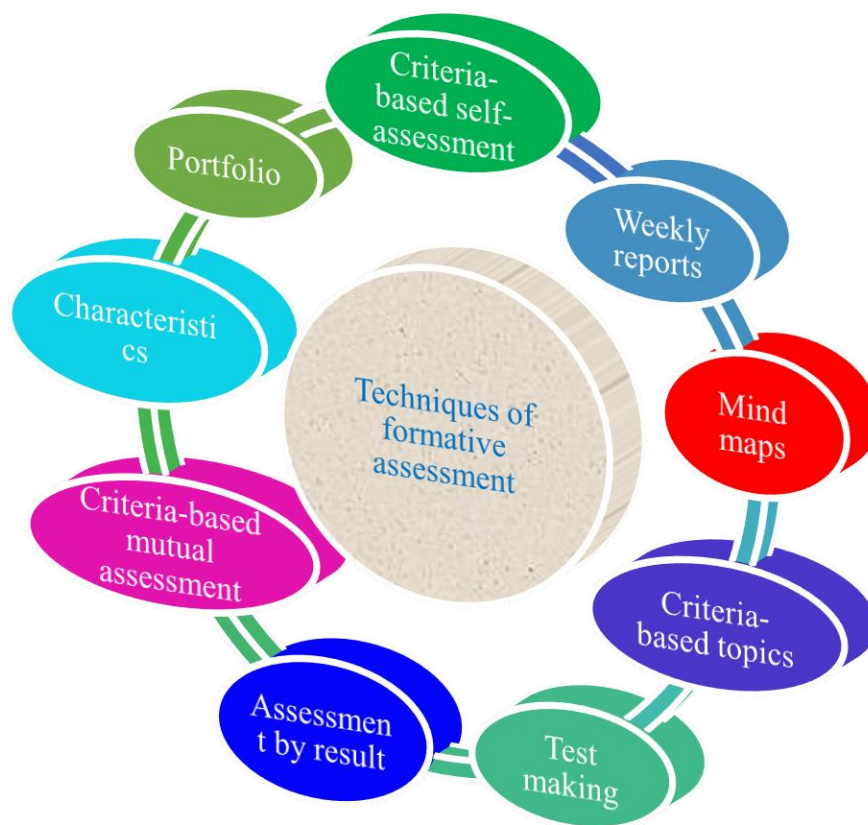 Criteria-
based self-
assessment
Weekly
reports
Mind
maps
Criteria-
based topics
Test
making
Assessmen
t by result
Criteria-based
mutual
assessment
Characteristi
cs
Portfolio
Techniques of
formative
assessment